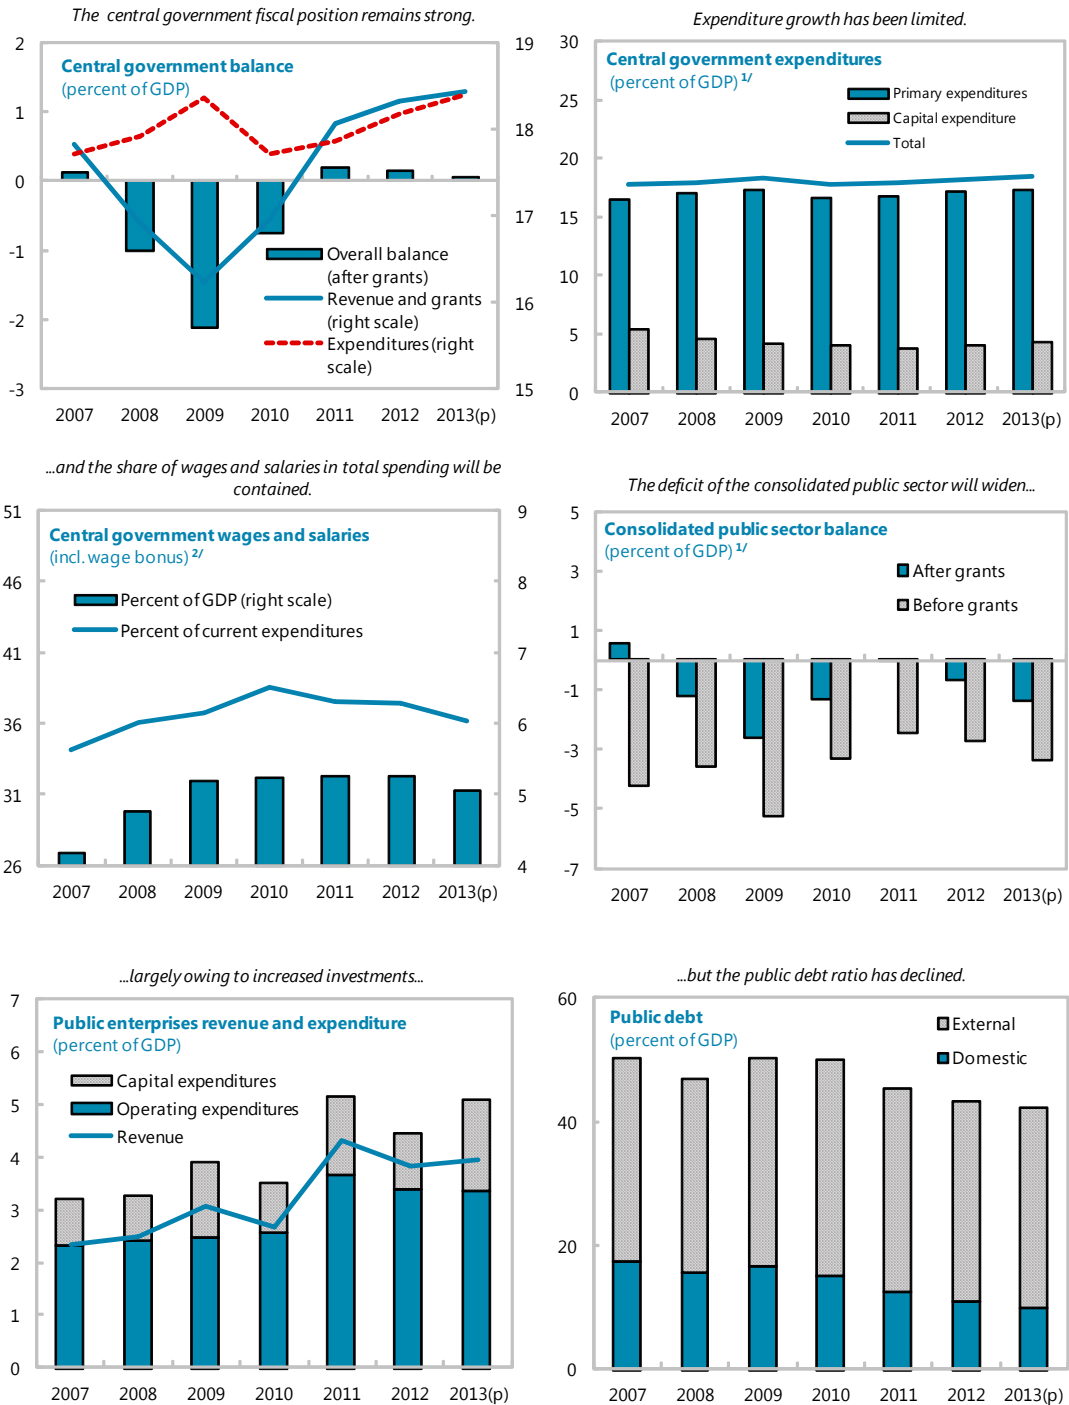 The central government fiscal position remains strong.
2
1
0
-1
-2
-3
19
18
17
16
15
Central government balance
(percent of GDP)
Overall balance
(after grants)
Revenue and grants
(right scale)
Expenditures (right
scale)
2007 2008 2009 2010 2011 2012 2013(p)
Expenditure growth has been limited.
30
25
20
15
10
5
0
Central government expenditures
(percent of GDP) 1/
Primary expenditures
Capital expenditure
Total
2007 2008 2009 2010 2011 2012 2013(p)
...and the share of wages and salaries in total spending will be
contained.
51
46
41
36
31
26
9
8
7
6
5
4
Central government wages and salaries
(incl. wage bonus) 2/
Percent of GDP (right scale)
Percent of current expenditures
2007 2008 2009 2010 2011 2012 2013(p)
The deficit of the consolidated public sector will widen...
5
3
1
-1
-3
-5
-7
Consolidated public sector balance
(percent of GDP) 1/
After grants
Before grants
2007 2008 2009 2010 2011 2012 2013(p)
...largely owing to increased investments...
7
6
5
4
3
2
1
0
Public enterprises revenue and expenditure
(percent of GDP)
Capital expenditures
Operating expenditures
Revenue
2007 2008 2009 2010 2011 2012 2013(p)
...but the public debt ratio has declined.
60
40
20
0
Public debt
(percent of GDP)
External
Domestic
2007 2008 2009 2010 2011 2012 2013(p)